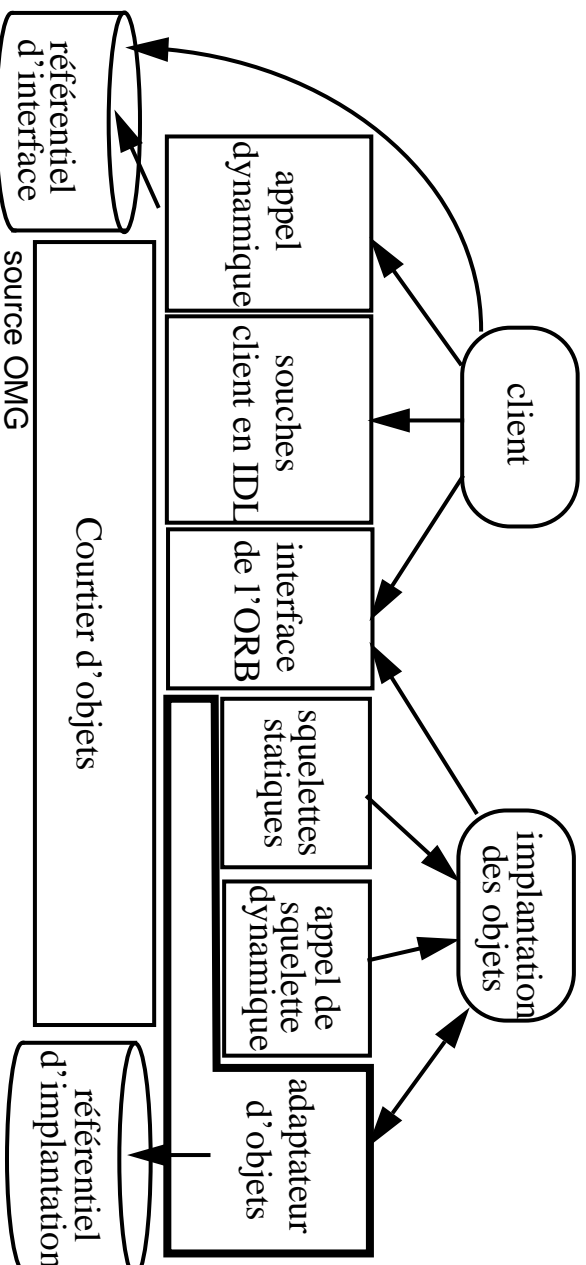 client
implantation
des objets
appel
dynamique
souches
client en IDL
interface
de l'ORB
squelettes
statiques
appel de
squelette
dynamique
adaptateur
d'objets
Courtier d'objets
référentiel
d'interface
source OMG
référentiel
d'implantation